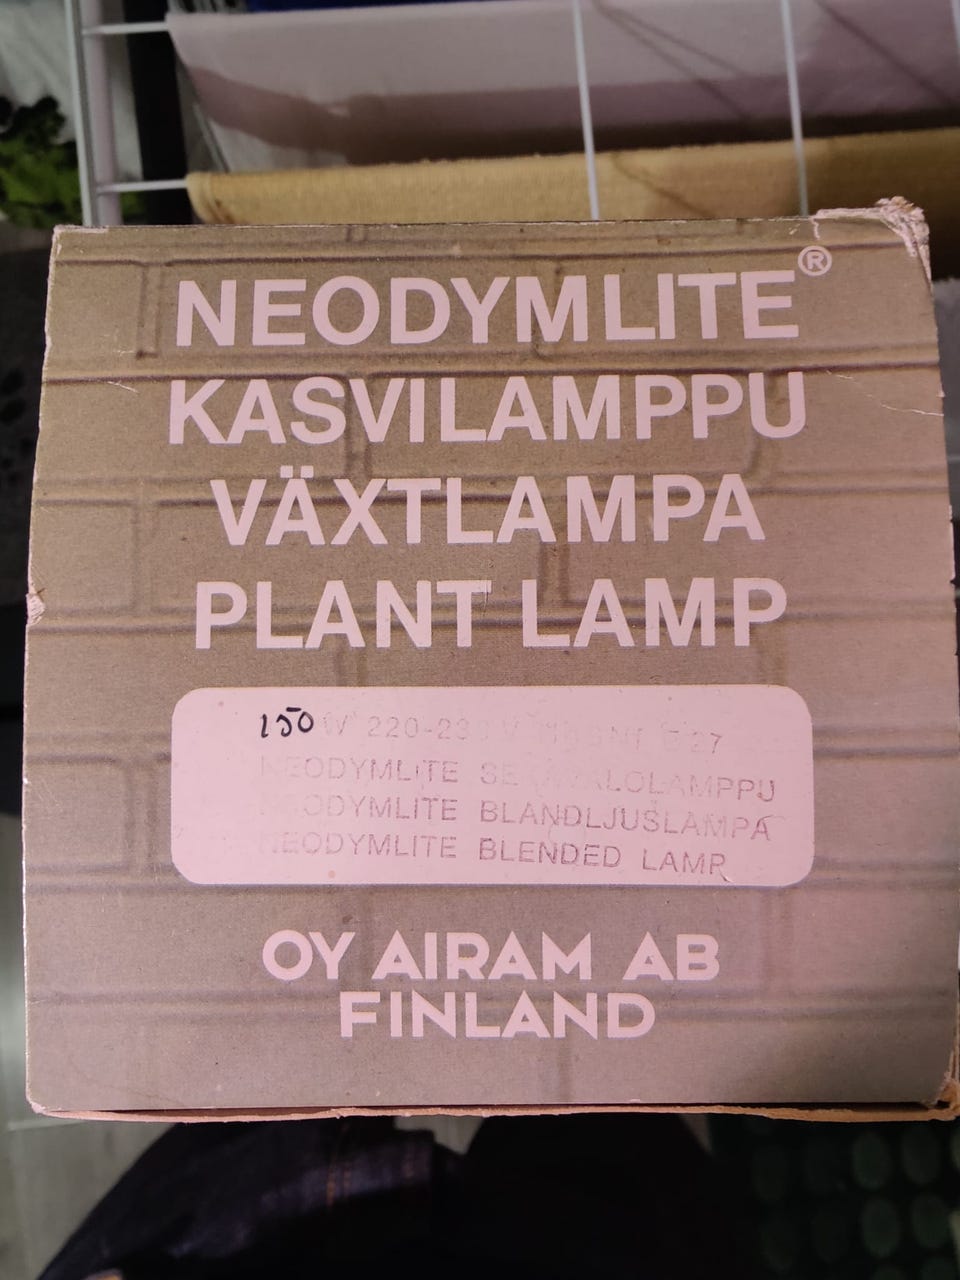 NEODYMLITE®
KASVILAMPPU
VÄXTLAMPA
PLANT LAMP
150 W 220-230 V E 27
NEODYMLITE SEKAVALOLAMPPU
NEODYMLITE BLANDLJUSLAMPA
NEODYMLITE BLENDED LAMP
OY AIRAM AB
FINLAND